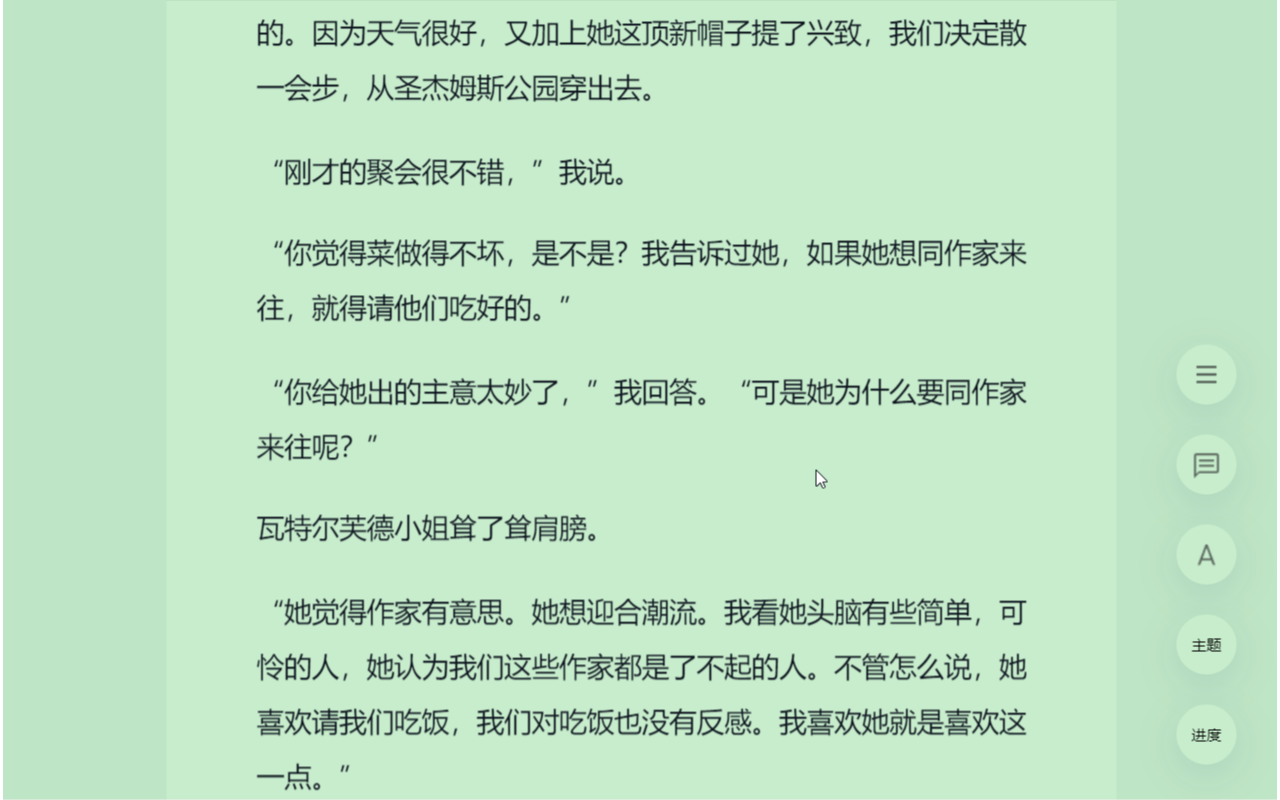 的。因为天气很好，又加上她这顶新帽子提了兴致，我们决定散
一会步，从圣杰姆斯公园穿出去。
“刚才的聚会很不错，”我说。
“你觉得菜做得不坏，是不是？我告诉过她，如果她想同作家来
往，就得请他们吃好的。”
“你给她出的主意太妙了，”我回答。“可是她为什么要同作家
来往呢？”
瓦特尔芙德小姐耸了耸肩膀。
“她觉得作家有意思。她想迎合潮流。我看她头脑有些简单，可
怜的人，她认为我们这些作家都是了不起的人。不管怎么说，她
喜欢请我们吃饭，我们对吃饭也没有反感。我喜欢她就是喜欢这
一点。”
A
主题
进度